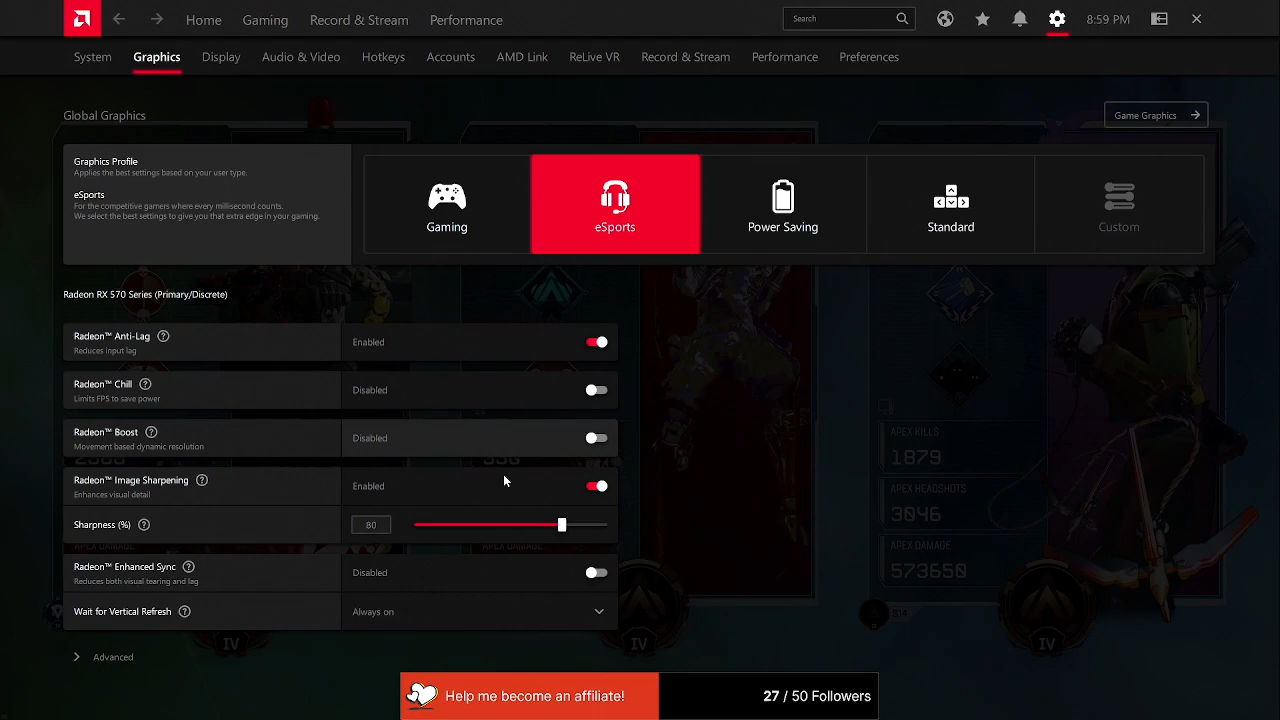 Home Gaming Record & Stream Performance Search 8:59 PM
System Graphics Display Audio & Video Hotkeys Accounts AMD Link ReLive VR Record & Stream Performance Preferences
Global Graphics
Game Graphics
Graphics Profile
Applies the best settings based on your user type.
eSports
For the competitive gamers where every millisecond counts.
We select the best settings to give you that extra edge in your gaming.
Gaming
eSports
Power Saving
Standard
Custom
Radeon RX 570 Series (Primary/Discrete)
Radeon™ Anti-Lag
Reduces input lag
Enabled
Radeon™ Chill
Limits FPS to save power
Disabled
Radeon™ Boost
Movement based dynamic resolution
Disabled
Radeon™ Image Sharpening
Enhances visual detail
Enabled
Sharpness (%)
80
Radeon™ Enhanced Sync
Reduces both visual tearing and lag
Disabled
Wait for Vertical Refresh
Always on
Advanced
APEX KILLS
1879
APEX HEADSHOTS
3046
APEX DAMAGE
573650
APEX DAMAGE
APEX DAMAGE
IV
IV
IV
Help me become an affiliate!
27 / 50 Followers